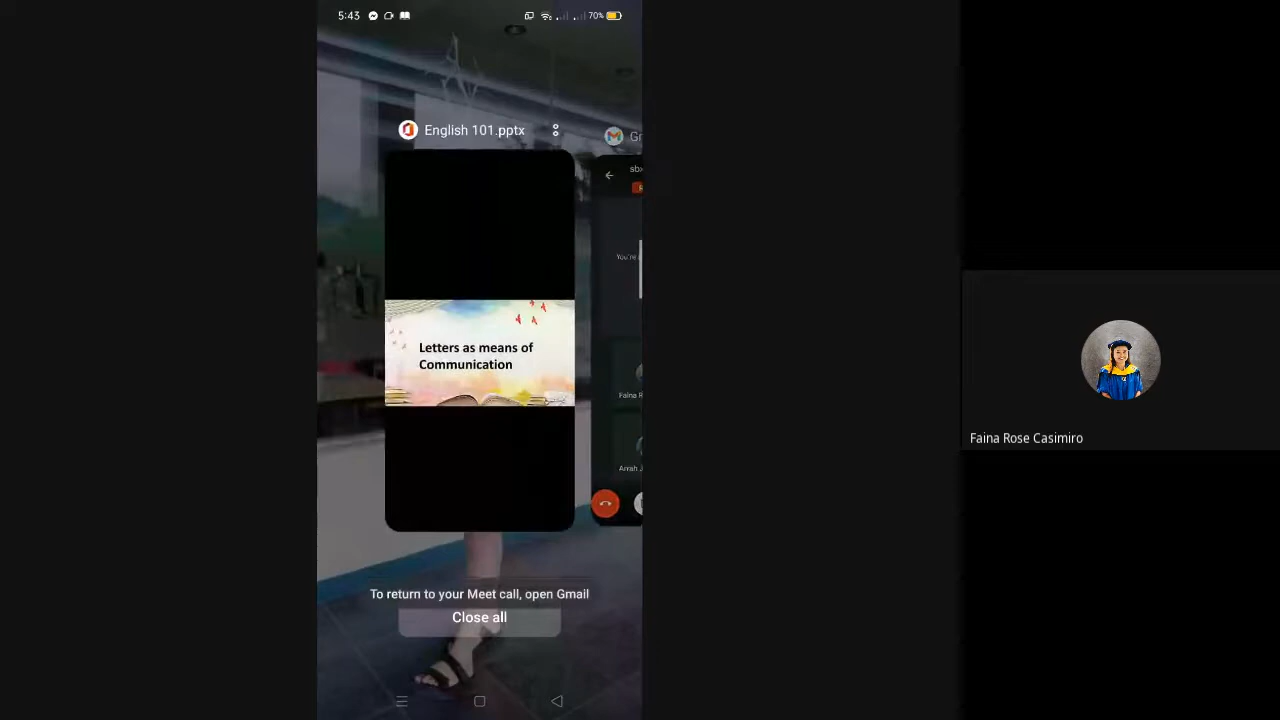 5:43
70%
English 101.pptx
Letters as means of
Communication
To return to your Meet call, open Gmail
Close all
Faina Rose Casimiro